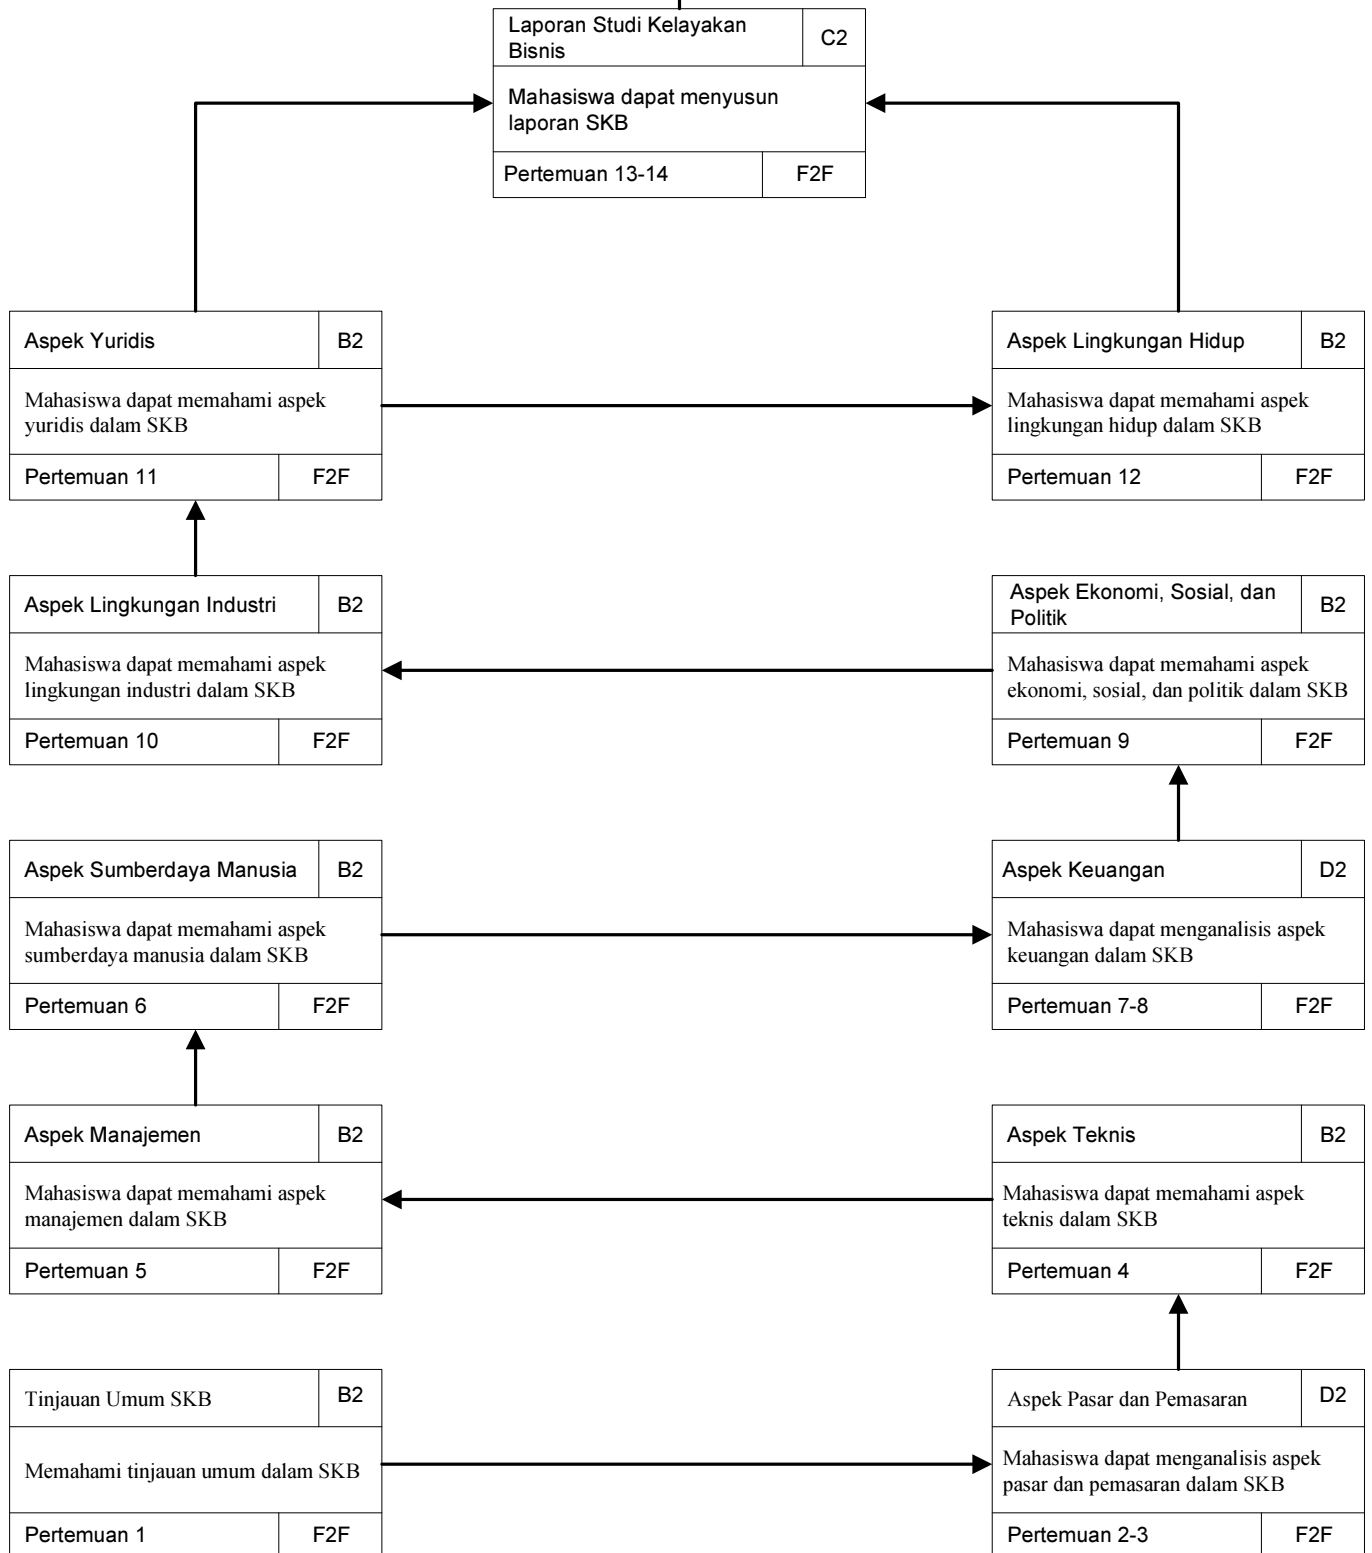 Laporan Studi Kelayakan
Bisnis
C2
Mahasiswa dapat menyusun
laporan SKB
Pertemuan 13-14
F2F
Aspek Yuridis
B2
Mahasiswa dapat memahami aspek
yuridis dalam SKB
Pertemuan 11
F2F
Aspek Lingkungan Hidup
B2
Mahasiswa dapat memahami aspek
lingkungan hidup dalam SKB
Pertemuan 12
F2F
Aspek Lingkungan Industri
B2
Mahasiswa dapat memahami aspek
lingkungan industri dalam SKB
Pertemuan 10
F2F
Aspek Ekonomi, Sosial, dan
Politik
B2
Mahasiswa dapat memahami aspek
ekonomi, sosial, dan politik dalam SKB
Pertemuan 9
F2F
Aspek Sumberdaya Manusia
B2
Mahasiswa dapat memahami aspek
sumberdaya manusia dalam SKB
Pertemuan 6
F2F
Aspek Keuangan
D2
Mahasiswa dapat menganalisis aspek
keuangan dalam SKB
Pertemuan 7-8
F2F
Aspek Manajemen
B2
Mahasiswa dapat memahami aspek
manajemen dalam SKB
Pertemuan 5
F2F
Aspek Teknis
B2
Mahasiswa dapat memahami aspek
teknis dalam SKB
Pertemuan 4
F2F
Tinjauan Umum SKB
B2
Memahami tinjauan umum dalam SKB
Pertemuan 1
F2F
Aspek Pasar dan Pemasaran
D2
Mahasiswa dapat menganalisis aspek
pasar dan pemasaran dalam SKB
Pertemuan 2-3
F2F